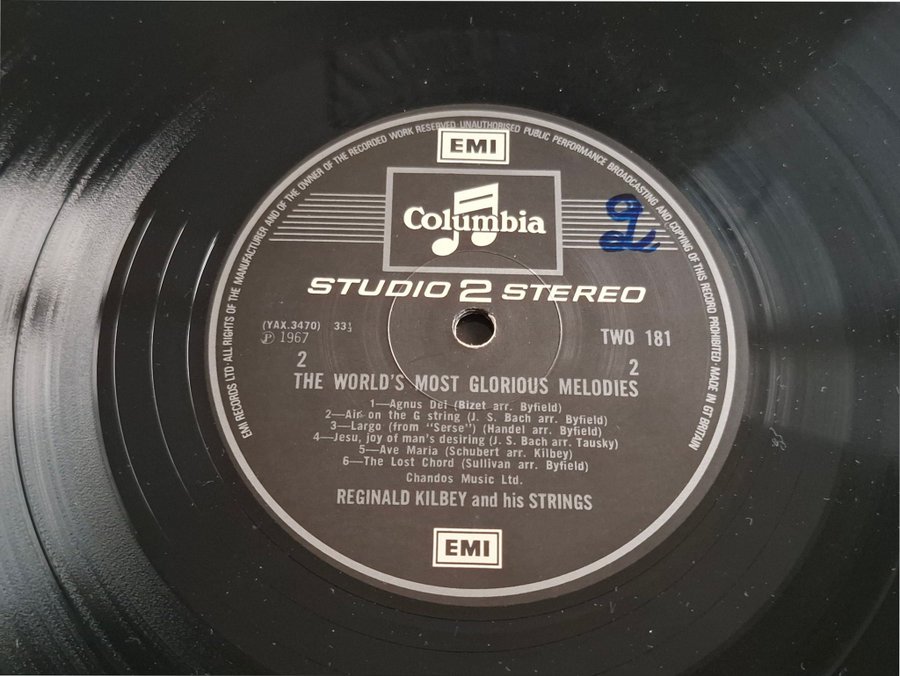 EMI
EMI RECORDS LTD·ALL RIGHTS OF THE MANUFACTURER AND OF THE OWNER OF THE RECORDED WORK RESERVED·UNAUTHORISED PUBLIC PERFORMANCE BROADCASTING AND COPYING OF THIS RECORD PROHIBITED·MADE IN GT BRITAIN
Columbia
STUDIO 2 STEREO
(YAX.3470) 33⅓
Ⓟ 1967
TWO 181
2 2
THE WORLD'S MOST GLORIOUS MELODIES
1—Agnus Dei (Bizet arr. Byfield)
2—Air on the G string (J. S. Bach arr. Byfield)
3—Largo (from "Serse") (Handel arr. Byfield)
4—Jesu, joy of man's desiring (J. S. Bach arr. Tausky)
5—Ave Maria (Schubert arr. Kilbey)
6—The Lost Chord (Sullivan arr. Byfield)
Chandos Music Ltd.
REGINALD KILBEY and his STRINGS
EMI